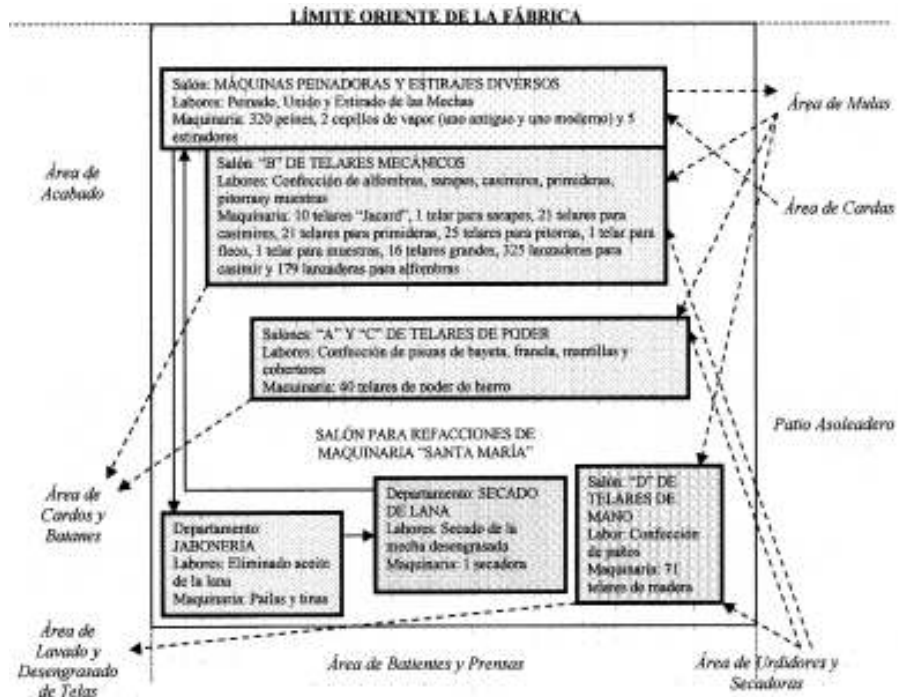 LÍMITE ORIENTE DE LA FÁBRICA
Salón: MÁQUINAS PEINADORAS Y ESTIRAJES DIVERSOS
Labores: Peinado, Unido y Estirado de las Mechas
Maquinaria: 320 peines, 2 cepillos de vapor (uno antiguo y uno moderno) y 5
estiradores
Área de Mulas
Salón: "B" DE TELARES MECÁNICOS
Labores: Confección de alfombras, sarapes, casimires, primideras,
pitorras y muestras
Maquinaria: 10 telares "Jacard", 1 telar para sarapes, 21 telares para
casimires, 21 telares para primideras, 25 telares para pitorras, 1 telar para
fleco, 1 telar para muestras, 16 telares grandes, 325 lanzaderas para
casimir y 179 lanzaderas para alfombras
Área de
Acabado
Área de Cardas
Salones: "A" Y "C" DE TELARES DE PODER
Labores: Confección de piezas de bayeta, franela, mantillas y
cobertores
Maquinaria: 40 telares de poder de hierro
Patio Asoleadero
SALÓN PARA REFACCIONES DE
MAQUINARIA "SANTA MARÍA"
Área de
Cardos y
Batanes
Departamento:
JABONERÍA
Labores: Eliminado aceite
de la lana
Maquinaria: Pailas y tinas
Departamento: SECADO
DE LANA
Labores: Secado de la
mecha desengrasada
Maquinaria: 1 secadora
Salón: "D" DE
TELARES DE
MANO
Labor: Confección
de paños
Maquinaria: 71
telares de madera
Área de
Lavado y
Desengrasado
de Telas
Área de Batientes y Prensas
Área de Urdidores y
Secadoras